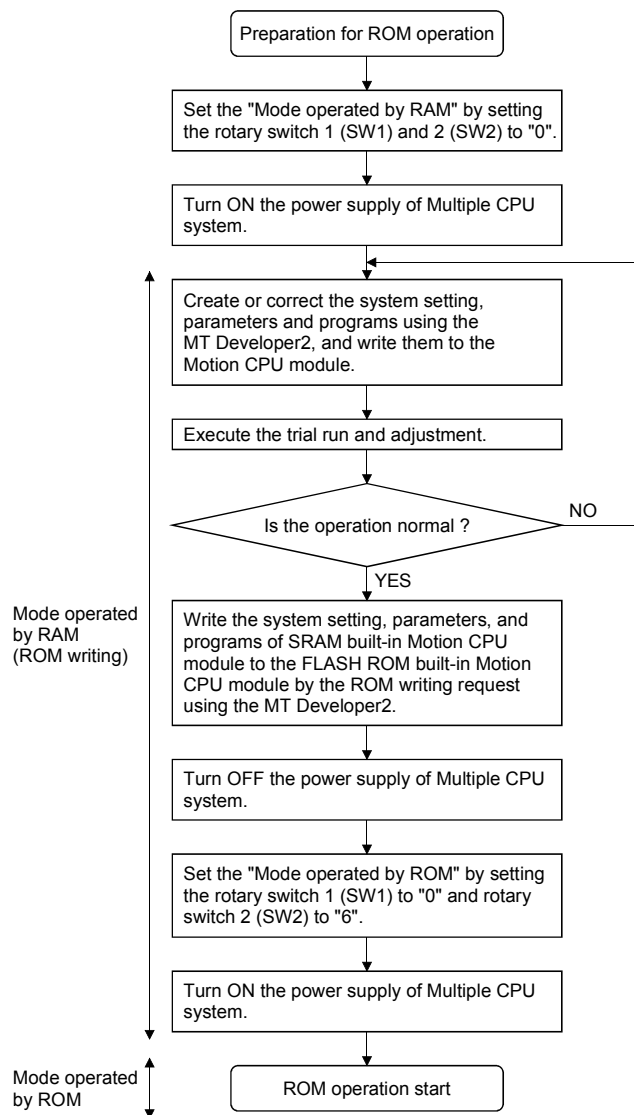 Preparation for ROM operation
Set the "Mode operated by RAM" by setting
the rotary switch 1 (SW1) and 2 (SW2) to "0".
Turn ON the power supply of Multiple CPU
system.
Create or correct the system setting,
parameters and programs using the
MT Developer2, and write them to the
Motion CPU module.
Execute the trial run and adjustment.
Is the operation normal ?
NO
YES
Mode operated
by RAM
(ROM writing)
Write the system setting, parameters, and
programs of SRAM built-in Motion CPU
module to the FLASH ROM built-in Motion
CPU module by the ROM writing request
using the MT Developer2.
Turn OFF the power supply of Multiple CPU
system.
Set the "Mode operated by ROM" by setting
the rotary switch 1 (SW1) to "0" and rotary
switch 2 (SW2) to "6".
Turn ON the power supply of Multiple CPU
system.
Mode operated
by ROM
ROM operation start